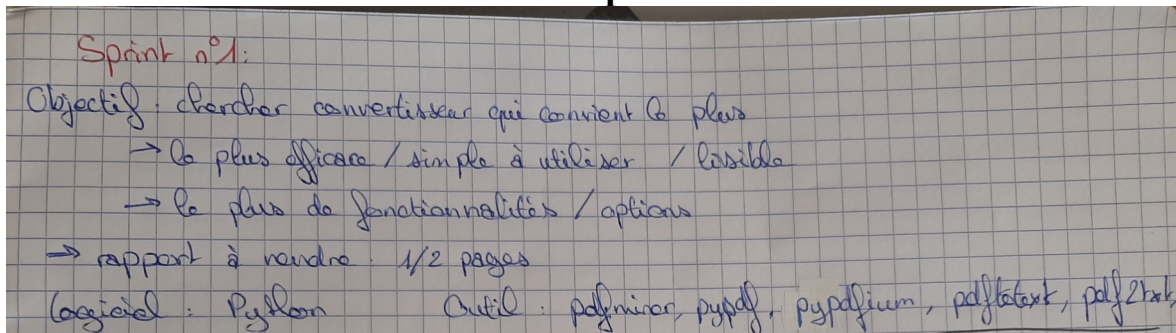 Sprint n°1:
Objectif : chercher convertisseur qui convient le plus
→ le plus efficace / simple à utiliser / lisible
→ le plus de fonctionnalités / options
→ rapport à rendre : 1/2 pages
Logiciel : Python Outil : pdfminer, pypdf, pypdfium, pdftotext, pdf2txt